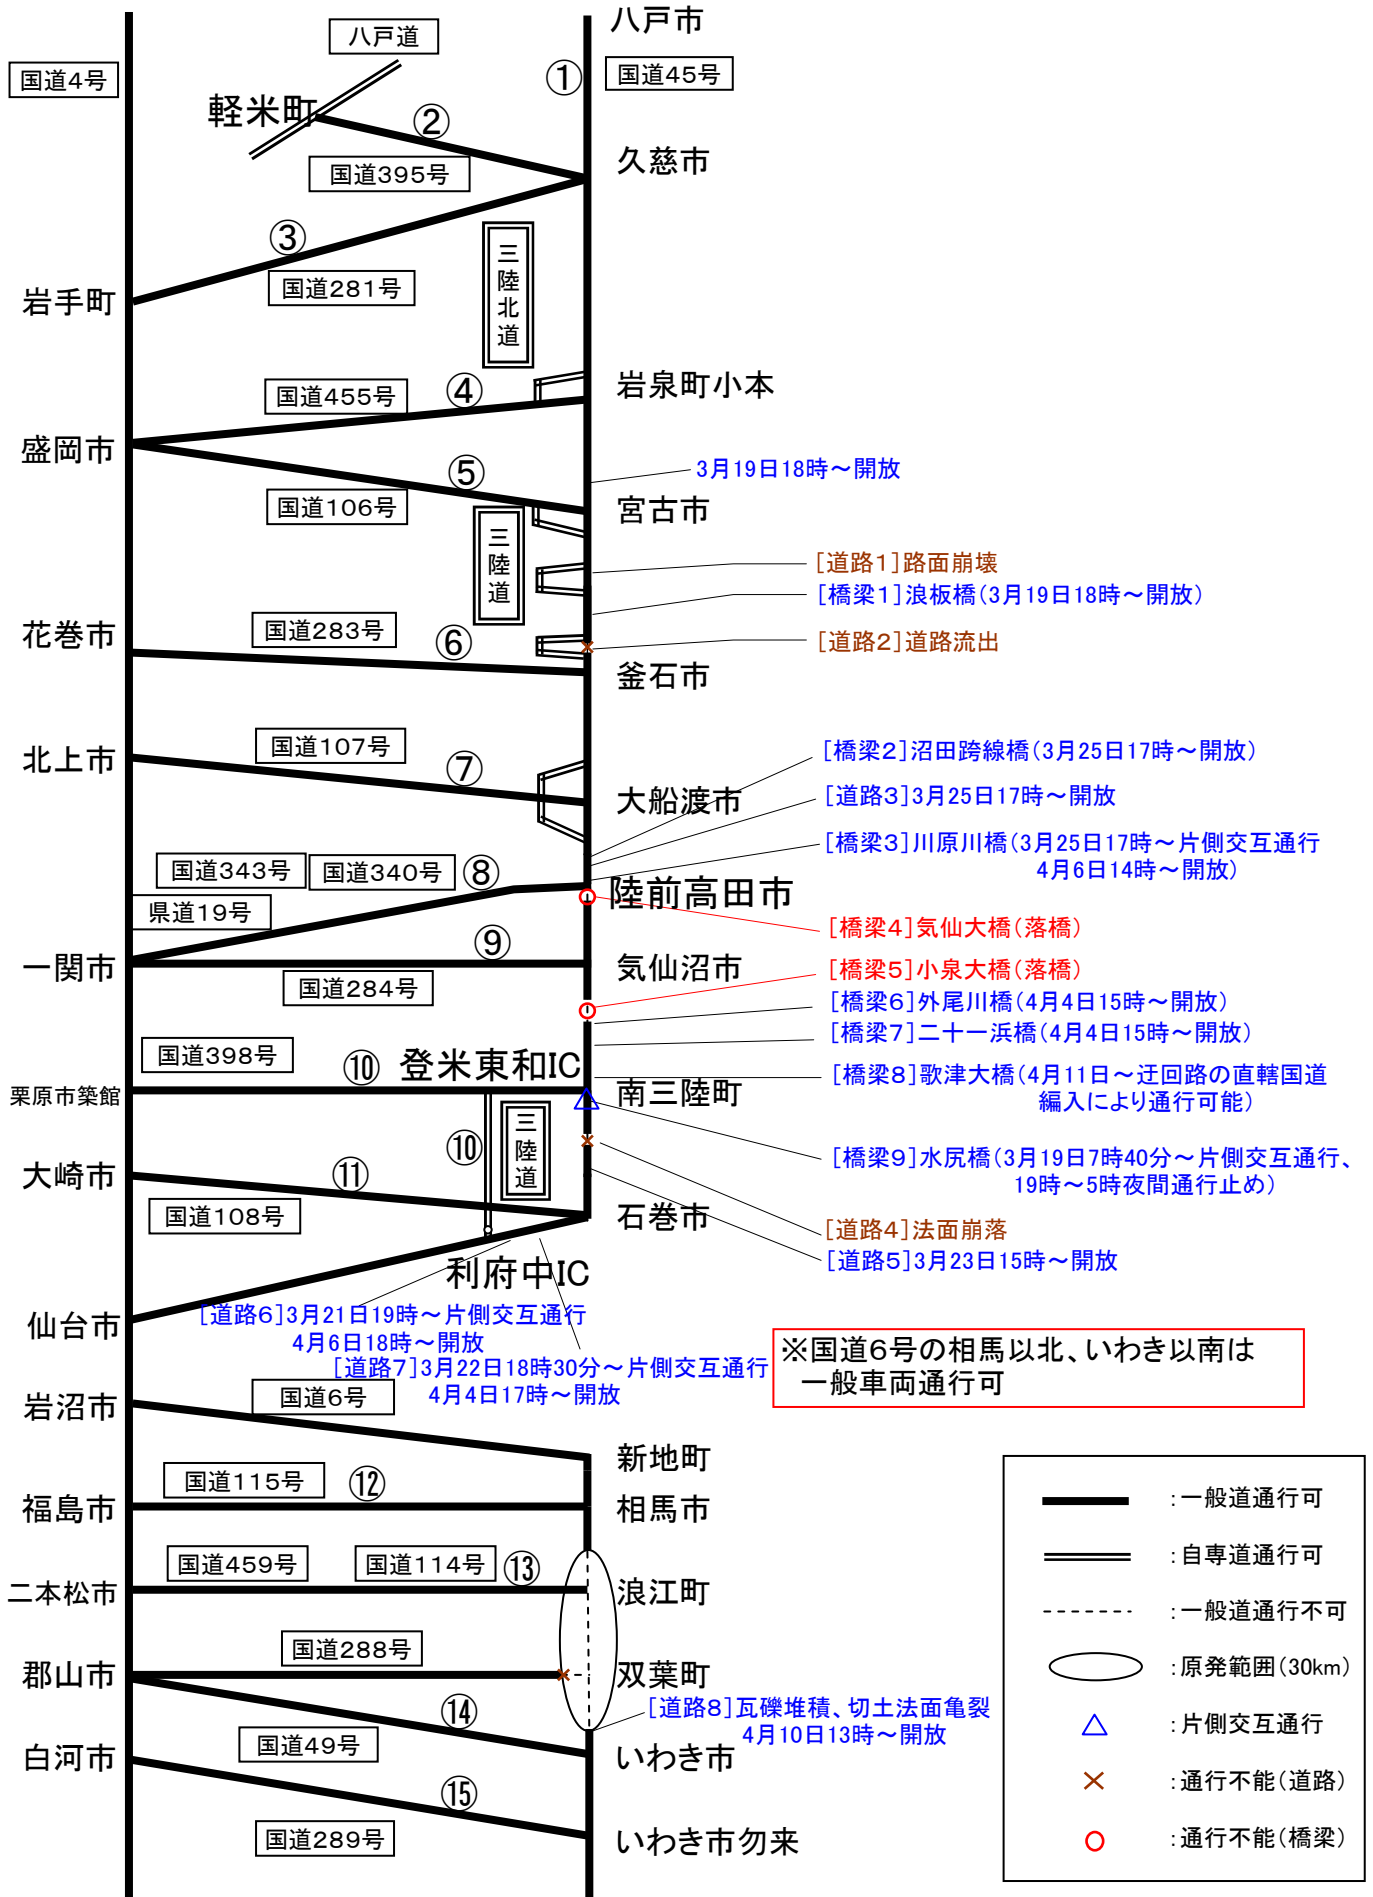 八戸市
八戸道
国道4号
①
国道45号
軽米町
②
久慈市
国道395号
③
三陸北道
国道281号
岩手町
岩泉町小本
④
国道455号
盛岡市
⑤
3月19日18時～開放
国道106号
宮古市
三陸道
[道路1]路面崩壊
[橋梁1]浪板橋(3月19日18時～開放)
国道283号
花巻市
⑥
[道路2]道路流出
釜石市
国道107号
北上市
⑦
[橋梁2]沼田跨線橋(3月25日17時～開放)
大船渡市
[道路3]3月25日17時～開放
[橋梁3]川原川橋(3月25日17時～片側交互通行
4月6日14時～開放)
国道343号
国道340号
⑧
陸前高田市
県道19号
[橋梁4]気仙大橋(落橋)
⑨
一関市
気仙沼市
[橋梁5]小泉大橋(落橋)
国道284号
[橋梁6]外尾川橋(4月4日15時～開放)
[橋梁7]二十一浜橋(4月4日15時～開放)
国道398号
⑩
登米東和IC
[橋梁8]歌津大橋(4月11日～迂回路の直轄国道
編入により通行可能)
栗原市築館
南三陸町
三陸道
⑩
[橋梁9]水尻橋(3月19日7時40分～片側交互通行、
19時～5時夜間通行止め)
大崎市
⑪
国道108号
石巻市
[道路4]法面崩落
[道路5]3月23日15時～開放
利府中IC
仙台市
[道路6]3月21日19時～片側交互通行
4月6日18時～開放
[道路7]3月22日18時30分～片側交互通行
4月4日17時～開放
※国道6号の相馬以北、いわき以南は
一般車両通行可
国道6号
岩沼市
新地町
国道115号
⑫
福島市
相馬市
国道459号
国道114号
⑬
二本松市
浪江町
国道288号
郡山市
双葉町
[道路8]瓦礫堆積、切土法面亀裂
4月10日13時～開放
⑭
国道49号
白河市
いわき市
⑮
国道289号
いわき市勿来
:一般道通行可
:自専道通行可
:一般道通行不可
:原発範囲(30km)
:片側交互通行
:通行不能(道路)
:通行不能(橋梁)